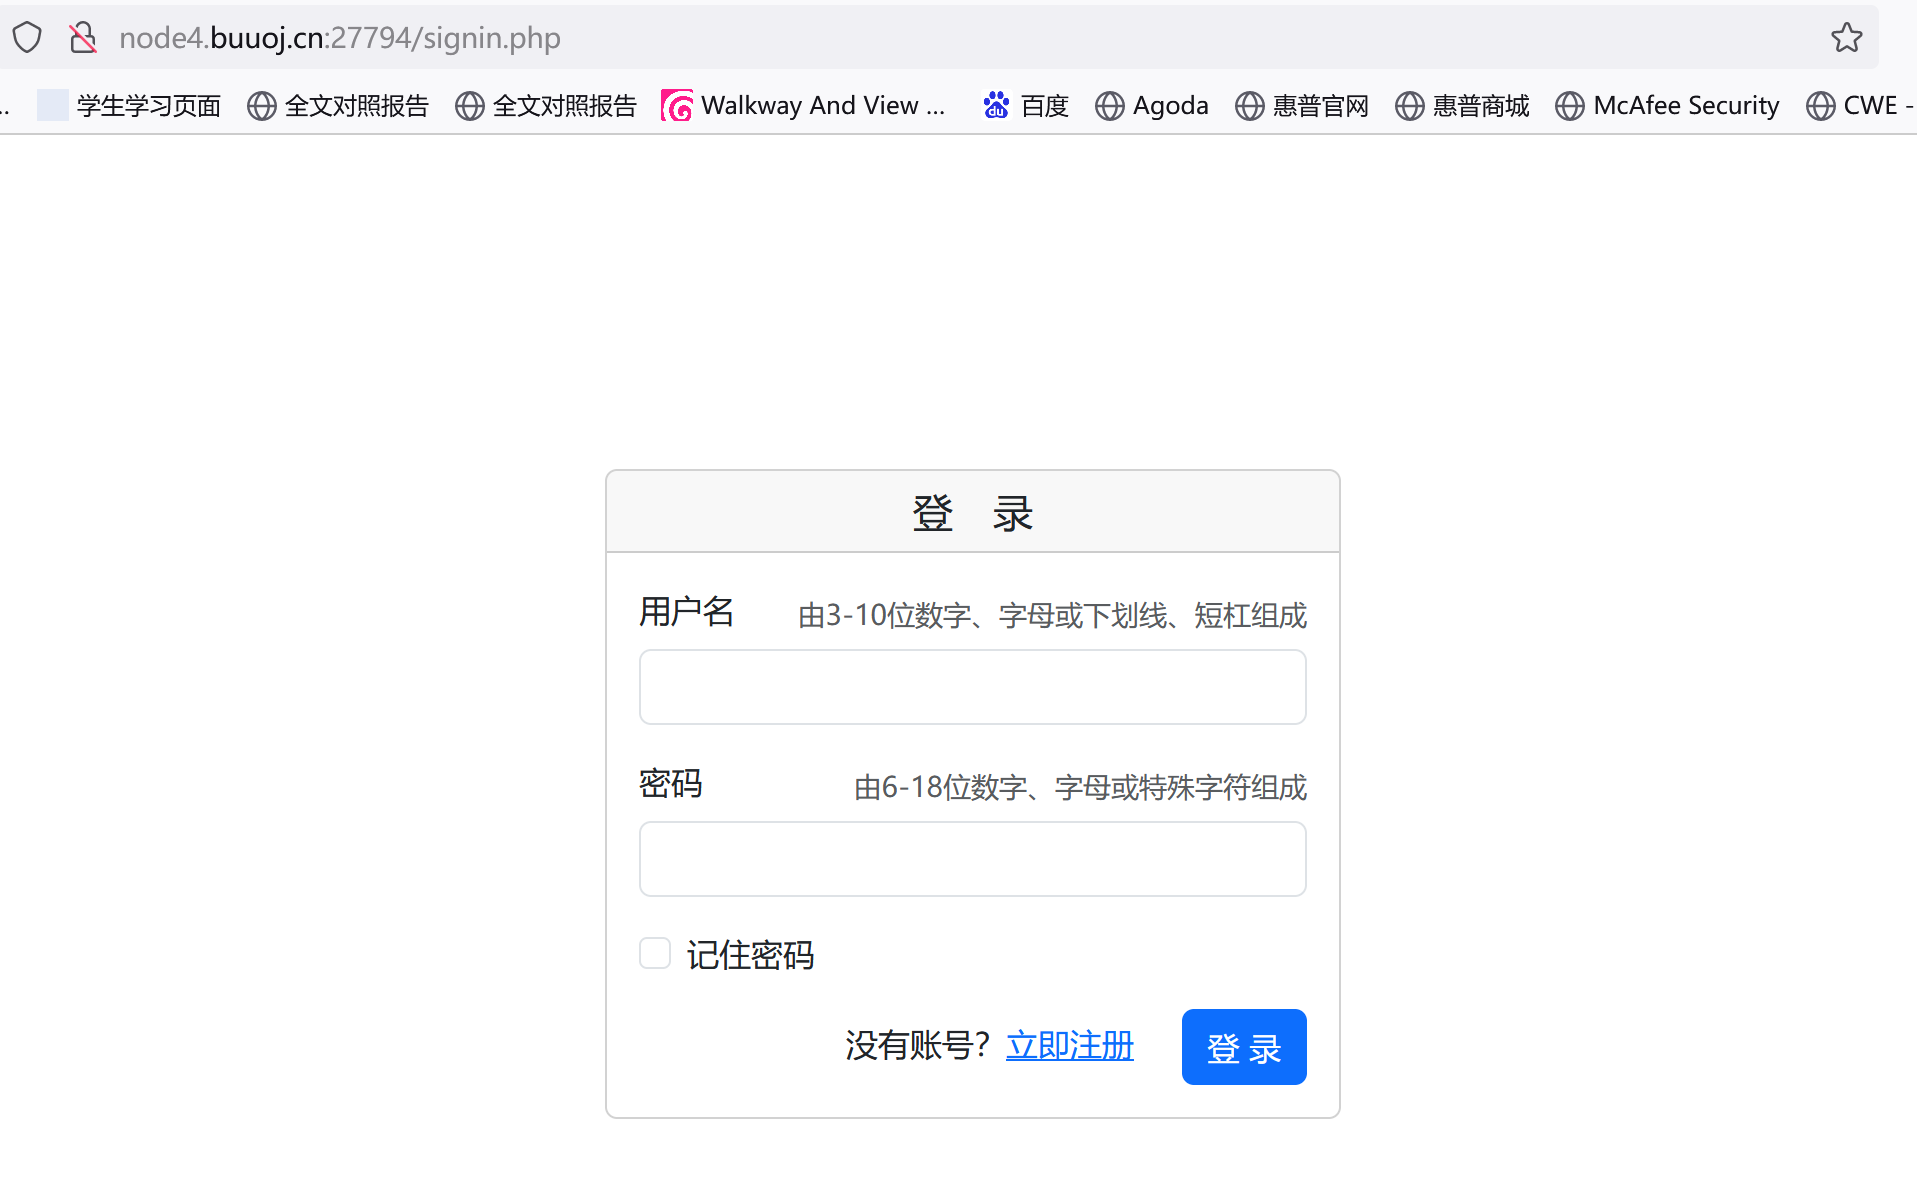 node4.buuoj.cn:27794/signin.php
.. 学生学习页面 全文对照报告 全文对照报告 Walkway And View ... 百度 Agoda 惠普官网 惠普商城 McAfee Security CWE -
登 录
用户名 由3-10位数字、字母或下划线、短杠组成
密码 由6-18位数字、字母或特殊字符组成
记住密码
没有账号？立即注册 登 录